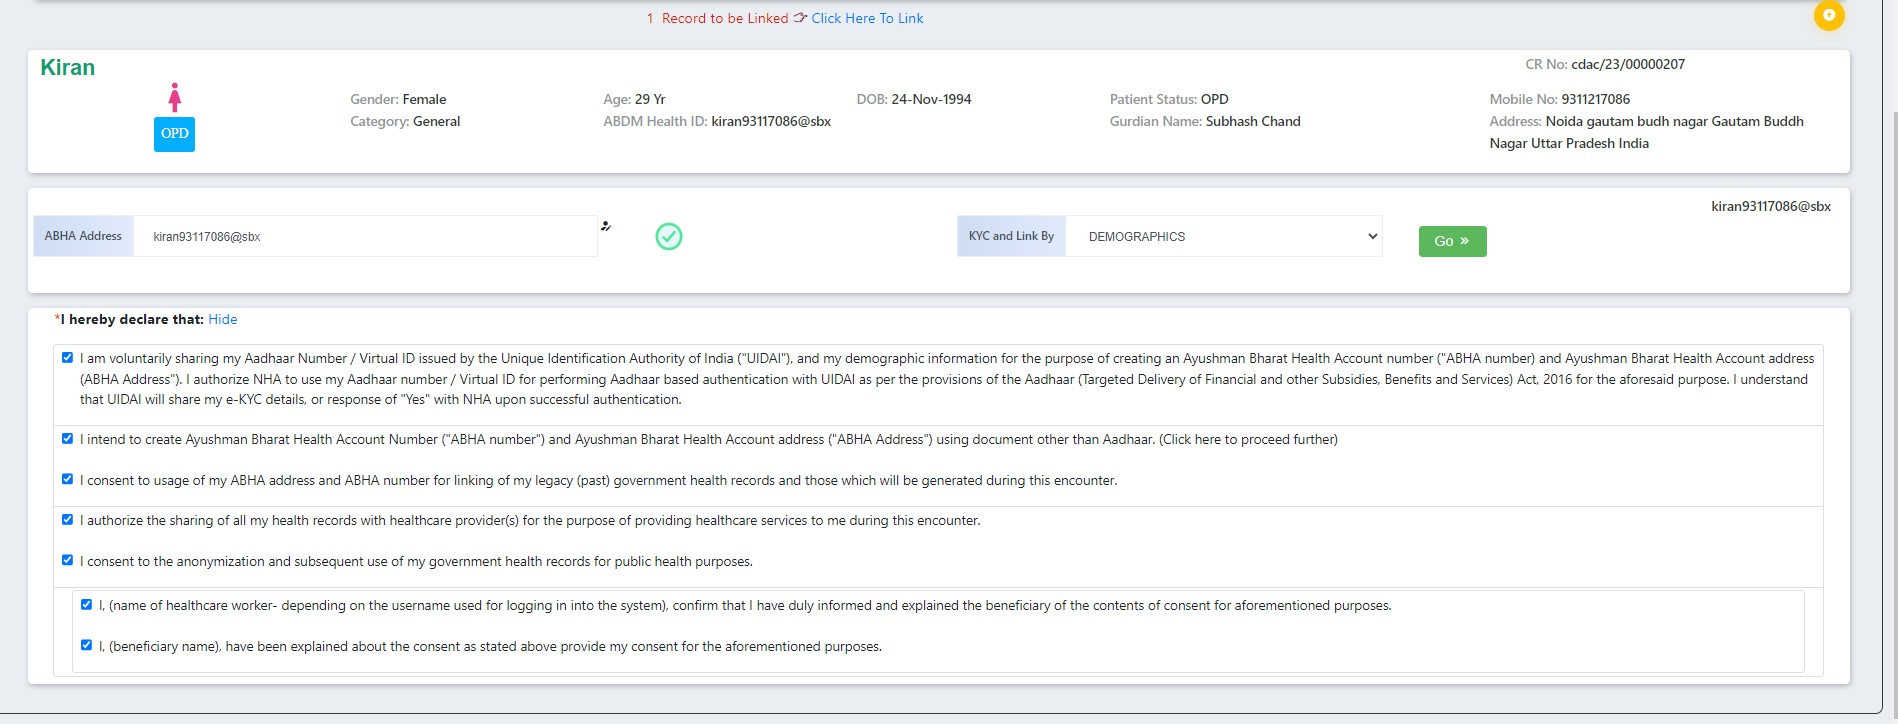 1 Record to be Linked Click Here To Link
Kiran
CR No: cdac/23/00000207
OPD
Gender: Female
Age: 29 Yr
DOB: 24-Nov-1994
Patient Status: OPD
Mobile No: 9311217086
Category: General
ABDM Health ID: kiran93117086@sbx
Gurdian Name: Subhash Chand
Address: Noida gautam budh nagar Gautam Buddh
Nagar Uttar Pradesh India
kiran93117086@sbx
ABHA Address kiran93117086@sbx
KYC and Link By DEMOGRAPHICS
Go »
*I hereby declare that: Hide
I am voluntarily sharing my Aadhaar Number / Virtual ID issued by the Unique Identification Authority of India ("UIDAI"), and my demographic information for the purpose of creating an Ayushman Bharat Health Account number ("ABHA number) and Ayushman Bharat Health Account address
(ABHA Address"). I authorize NHA to use my Aadhaar number / Virtual ID for performing Aadhaar based authentication with UIDAI as per the provisions of the Aadhaar (Targeted Delivery of Financial and other Subsidies, Benefits and Services) Act, 2016 for the aforesaid purpose. I understand
that UIDAI will share my e-KYC details, or response of "Yes" with NHA upon successful authentication.
I intend to create Ayushman Bharat Health Account Number ("ABHA number") and Ayushman Bharat Health Account address ("ABHA Address") using document other than Aadhaar. (Click here to proceed further)
I consent to usage of my ABHA address and ABHA number for linking of my legacy (past) government health records and those which will be generated during this encounter.
I authorize the sharing of all my health records with healthcare provider(s) for the purpose of providing healthcare services to me during this encounter.
I consent to the anonymization and subsequent use of my government health records for public health purposes.
I, (name of healthcare worker- depending on the username used for logging in into the system), confirm that I have duly informed and explained the beneficiary of the contents of consent for aforementioned purposes.
I, (beneficiary name), have been explained about the consent as stated above provide my consent for the aforementioned purposes.